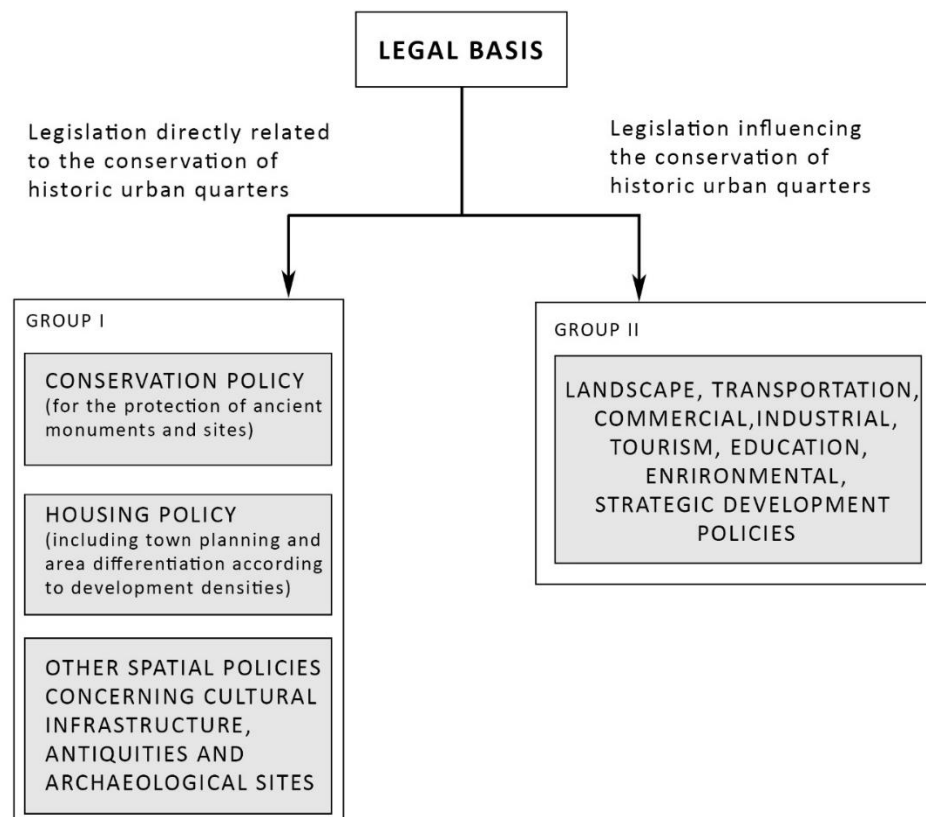 LEGAL BASIS
Legislation directly related
to the conservation of
historic urban quarters
Legislation influencing
the conservation of
historic urban quarters
GROUP I
CONSERVATION POLICY
(for the protection of ancient
monuments and sites)
HOUSING POLICY
(including town planning and
area differentiation according
to development densities)
OTHER SPATIAL POLICIES
CONCERNING CULTURAL
INFRASTRUCTURE,
ANTIQUITIES AND
ARCHAEOLOGICAL SITES
GROUP II
LANDSCAPE, TRANSPORTATION,
COMMERCIAL,INDUSTRIAL,
TOURISM, EDUCATION,
ENRIRONMENTAL,
STRATEGIC DEVELOPMENT
POLICIES